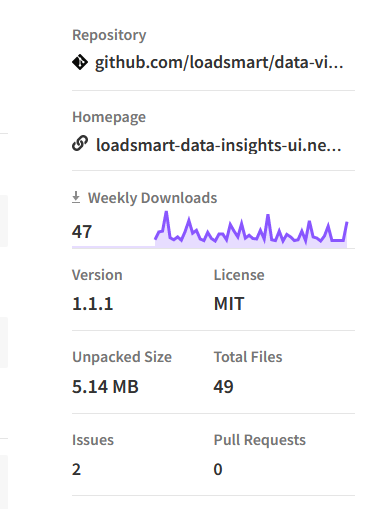 Repository
github.com/loadsmart/data-vi...
Homepage
loadsmart-data-insights-ui.ne...
Weekly Downloads
47
Version License
1.1.1 MIT
Unpacked Size Total Files
5.14 MB 49
Issues Pull Requests
2 0